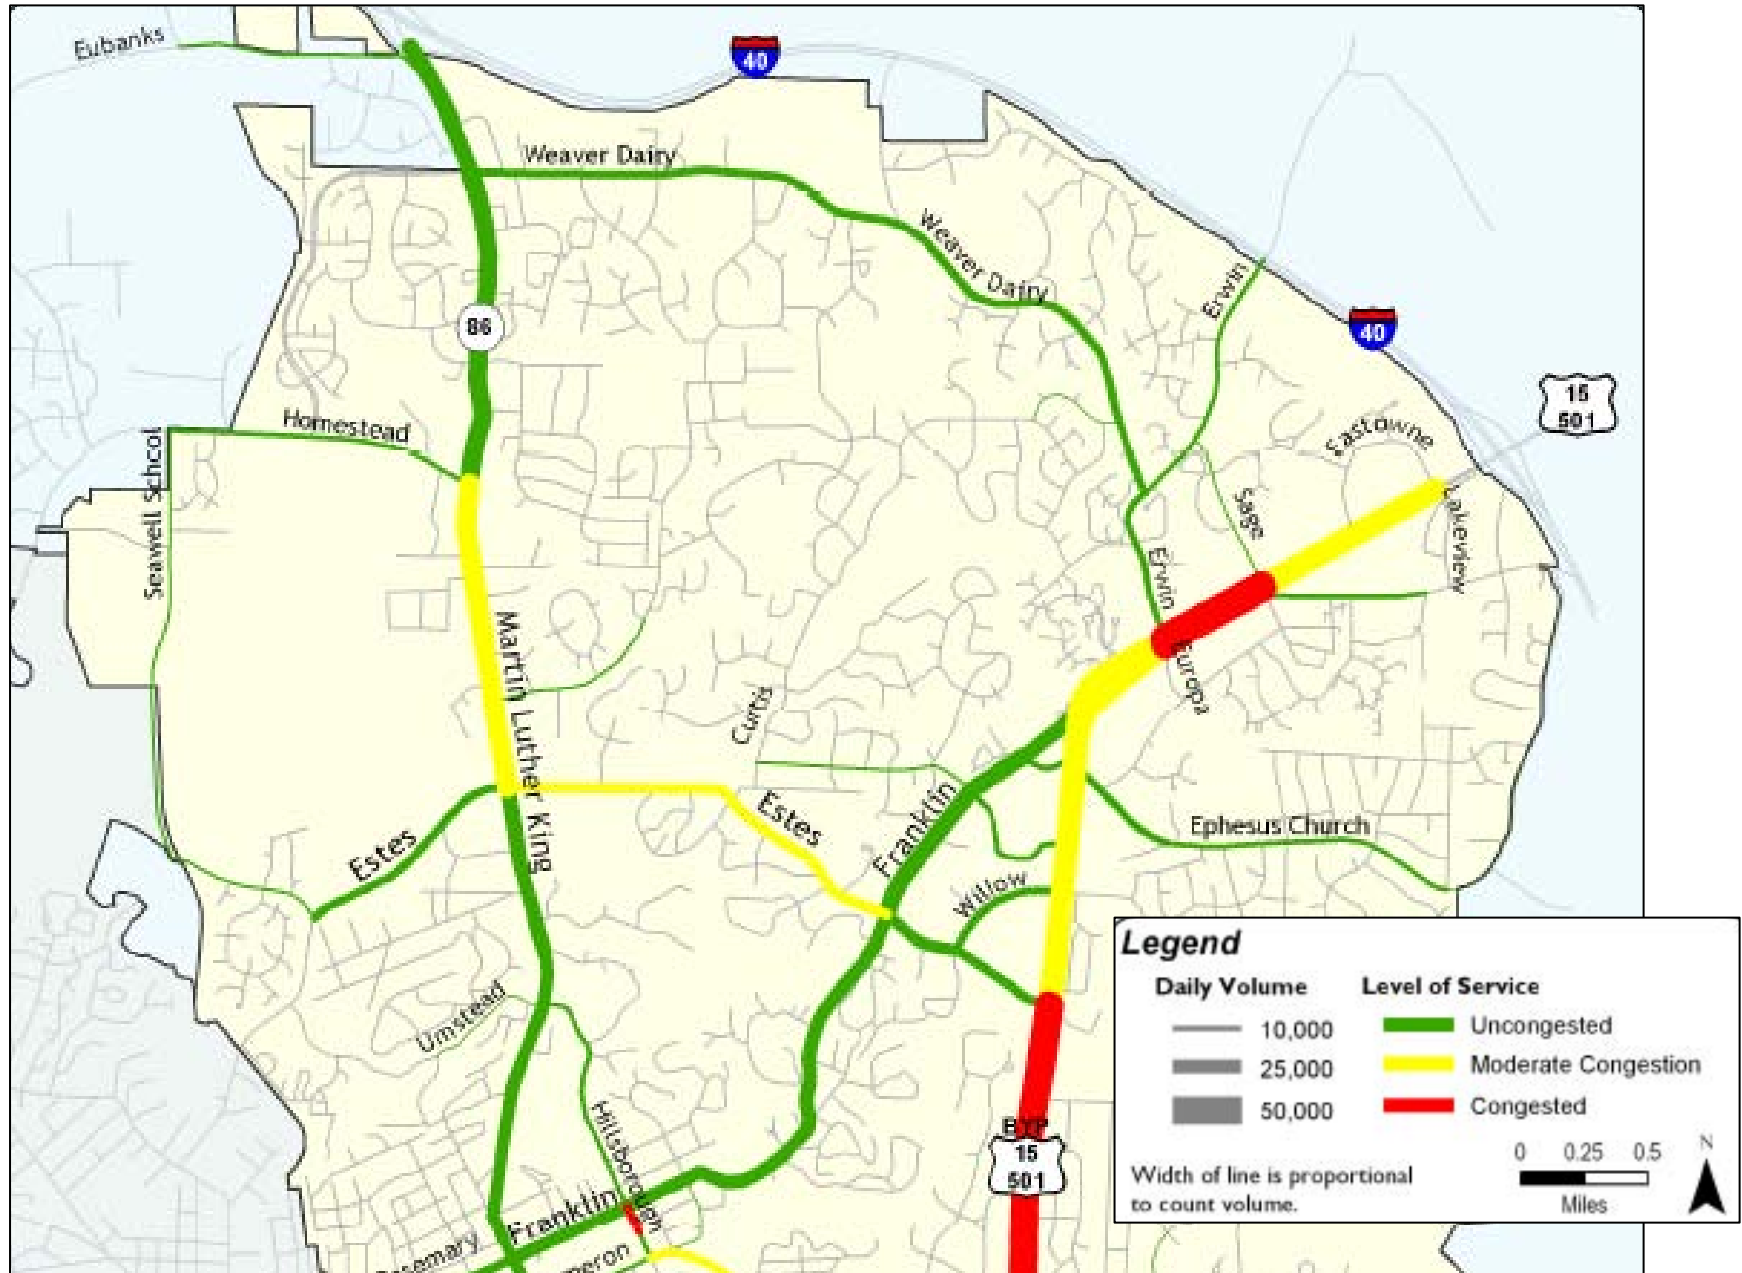 Eubanks
40
Weaver Dairy
Weaver Dairy
Erwin
86
40
15
501
Homestead
Eastowne
Seawell School
Sage
Lakeview
Erwin
Martin Luther King
Europa
Curtis
Estes
Estes
Franklin
Ephesus Church
Willow
Umstead
Hillsborough
Franklin
BYP
15
501
Legend
Daily Volume
Level of Service
10,000
Uncongested
25,000
Moderate Congestion
50,000
Congested
Width of line is proportional
to count volume.
0 0.25 0.5
Miles
N
semary
meron